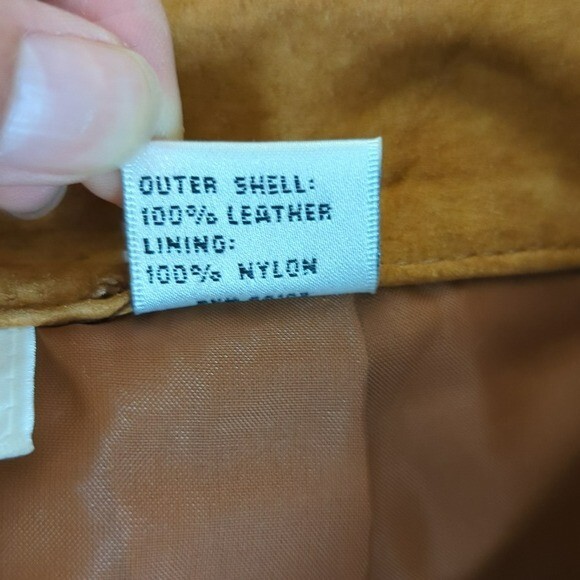 OUTER SHELL:
100% LEATHER
LINING:
100% NYLON